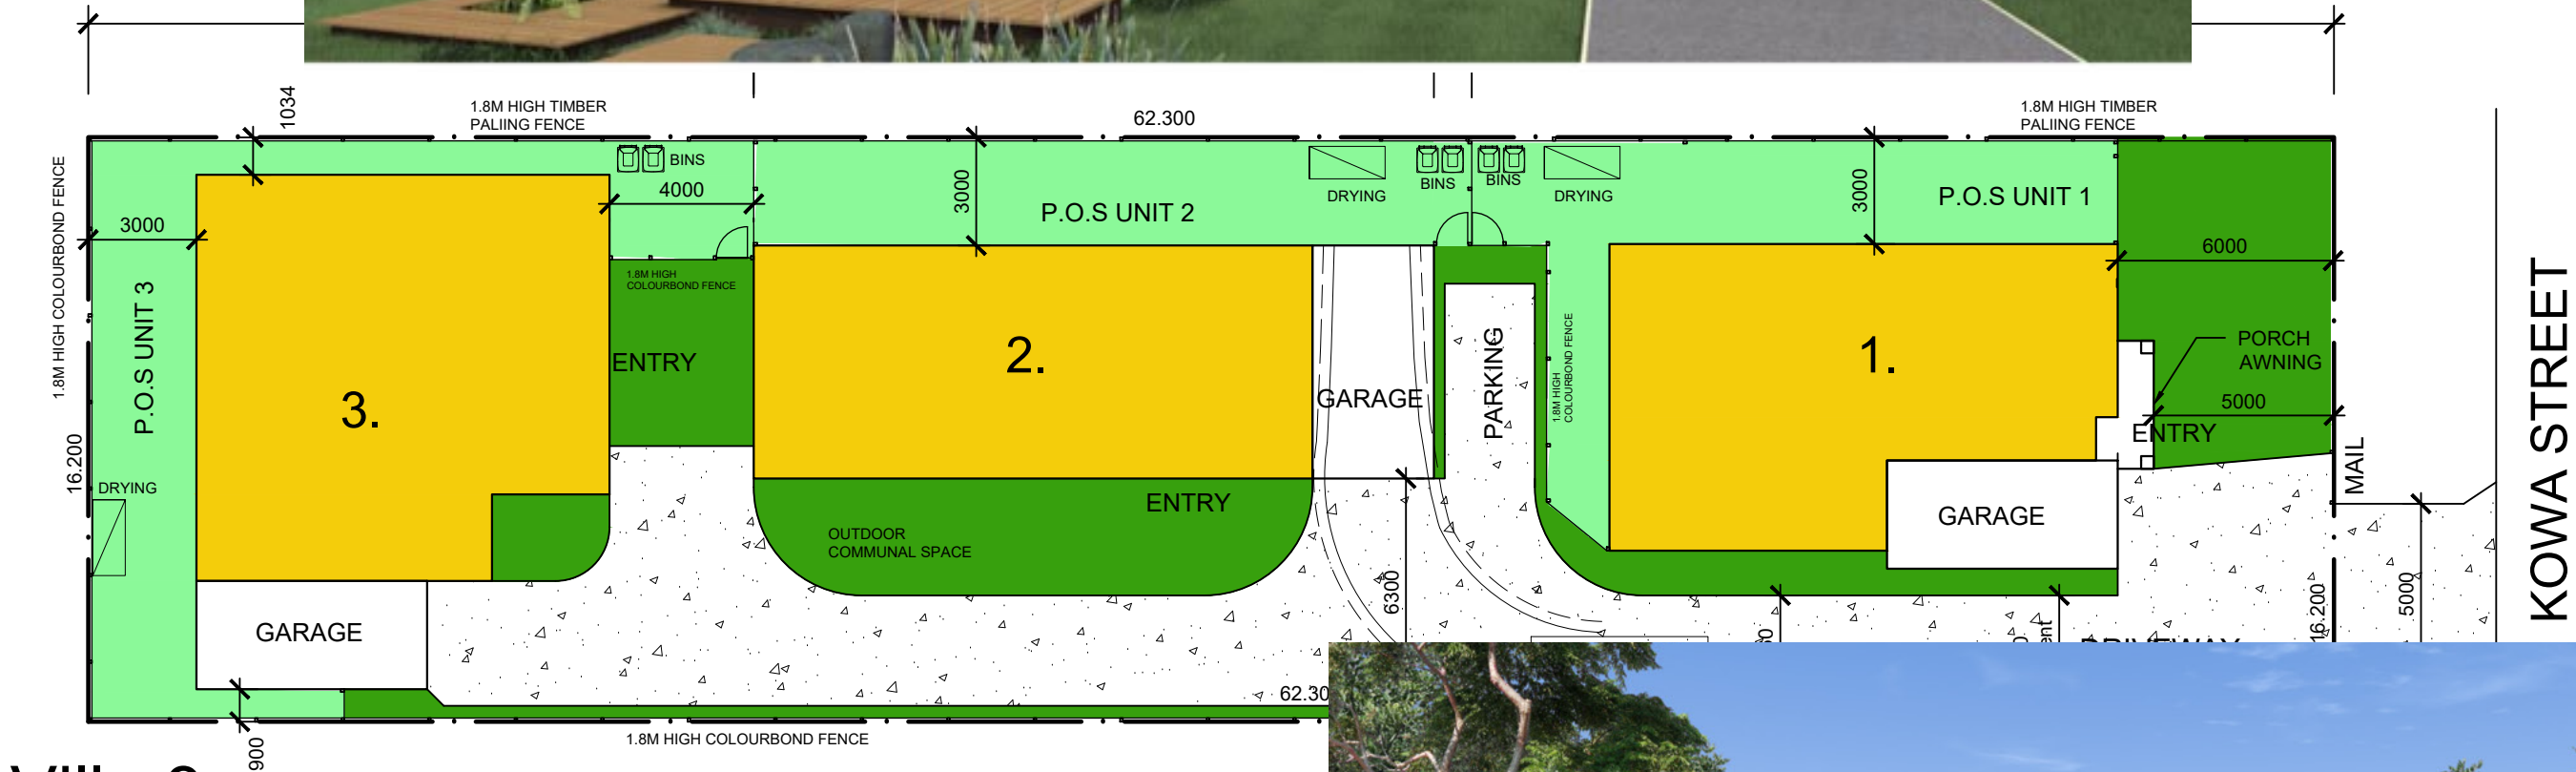 1034
1.8M HIGH TIMBER
PALIING FENCE
62.300
1.8M HIGH TIMBER
PALIING FENCE
1.8M HIGH COLOURBOND FENCE
BINS
4000
3000
P.O.S UNIT 2
DRYING
BINS
BINS
DRYING
3000
P.O.S UNIT 1
3000
6000
1.8M HIGH
COLOURBOND FENCE
P.O.S UNIT 3
ENTRY
3.
2.
GARAGE
PARKING
1.8M HIGH
COLOURBOND FENCE
1.
PORCH
AWNING
5000
ENTRY
MAIL
KOWA STREET
16.200
DRYING
ENTRY
OUTDOOR
COMMUNAL SPACE
GARAGE
GARAGE
6300
16.200
5000
DRIVEWAY
62.30
1.8M HIGH COLOURBOND FENCE
900